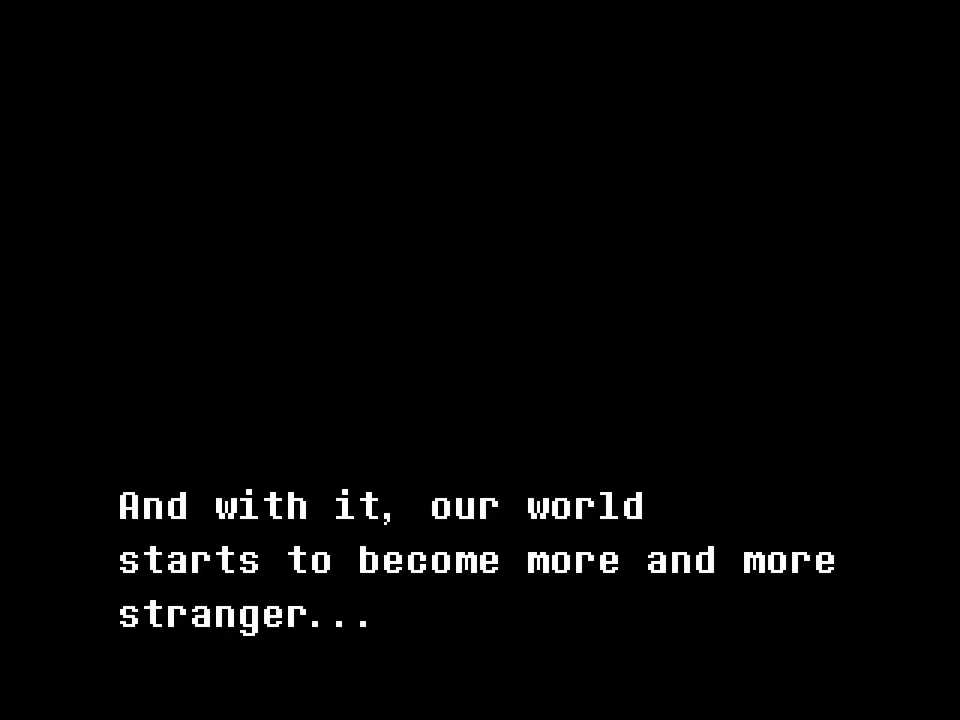 And with it, our world
starts to become more and more
stranger...